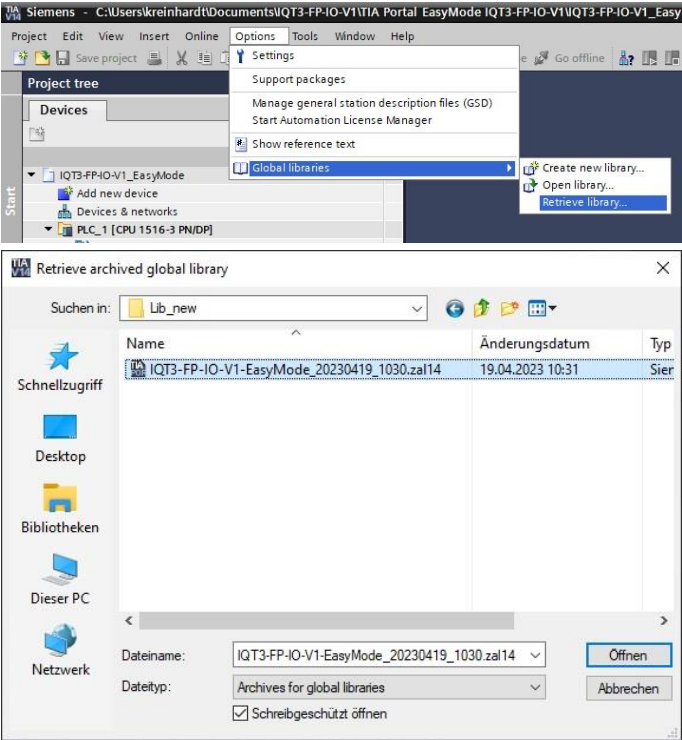 Siemens - C:\Users\kreinhardt\Documents\IQT3-FP-IO-V1\TIA Portal EasyMode IQT3-FP-IO-V1\IQT3-FP-IO-V1_Easy
Project Edit View Insert Online Options Tools Window Help
Save project
Go offline
Settings
Support packages
Manage general station description files (GSD)
Start Automation License Manager
Show reference text
Global libraries
Create new library...
Open library...
Retrieve library...
Project tree
Devices
Start
IQT3-FP-IO-V1_EasyMode
Add new device
Devices & networks
PLC_1 [CPU 1516-3 PN/DP]
Retrieve archived global library
Suchen in: Lib_new
Name Änderungsdatum Typ
IQT3-FP-IO-V1-EasyMode_20230419_1030.zal14 19.04.2023 10:31 Sier
Schnellzugriff
Desktop
Bibliotheken
Dieser PC
Netzwerk
Dateiname: IQT3-FP-IO-V1-EasyMode_20230419_1030.zal14 Öffnen
Dateityp: Archives for global libraries Abbrechen
Schreibgeschützt öffnen